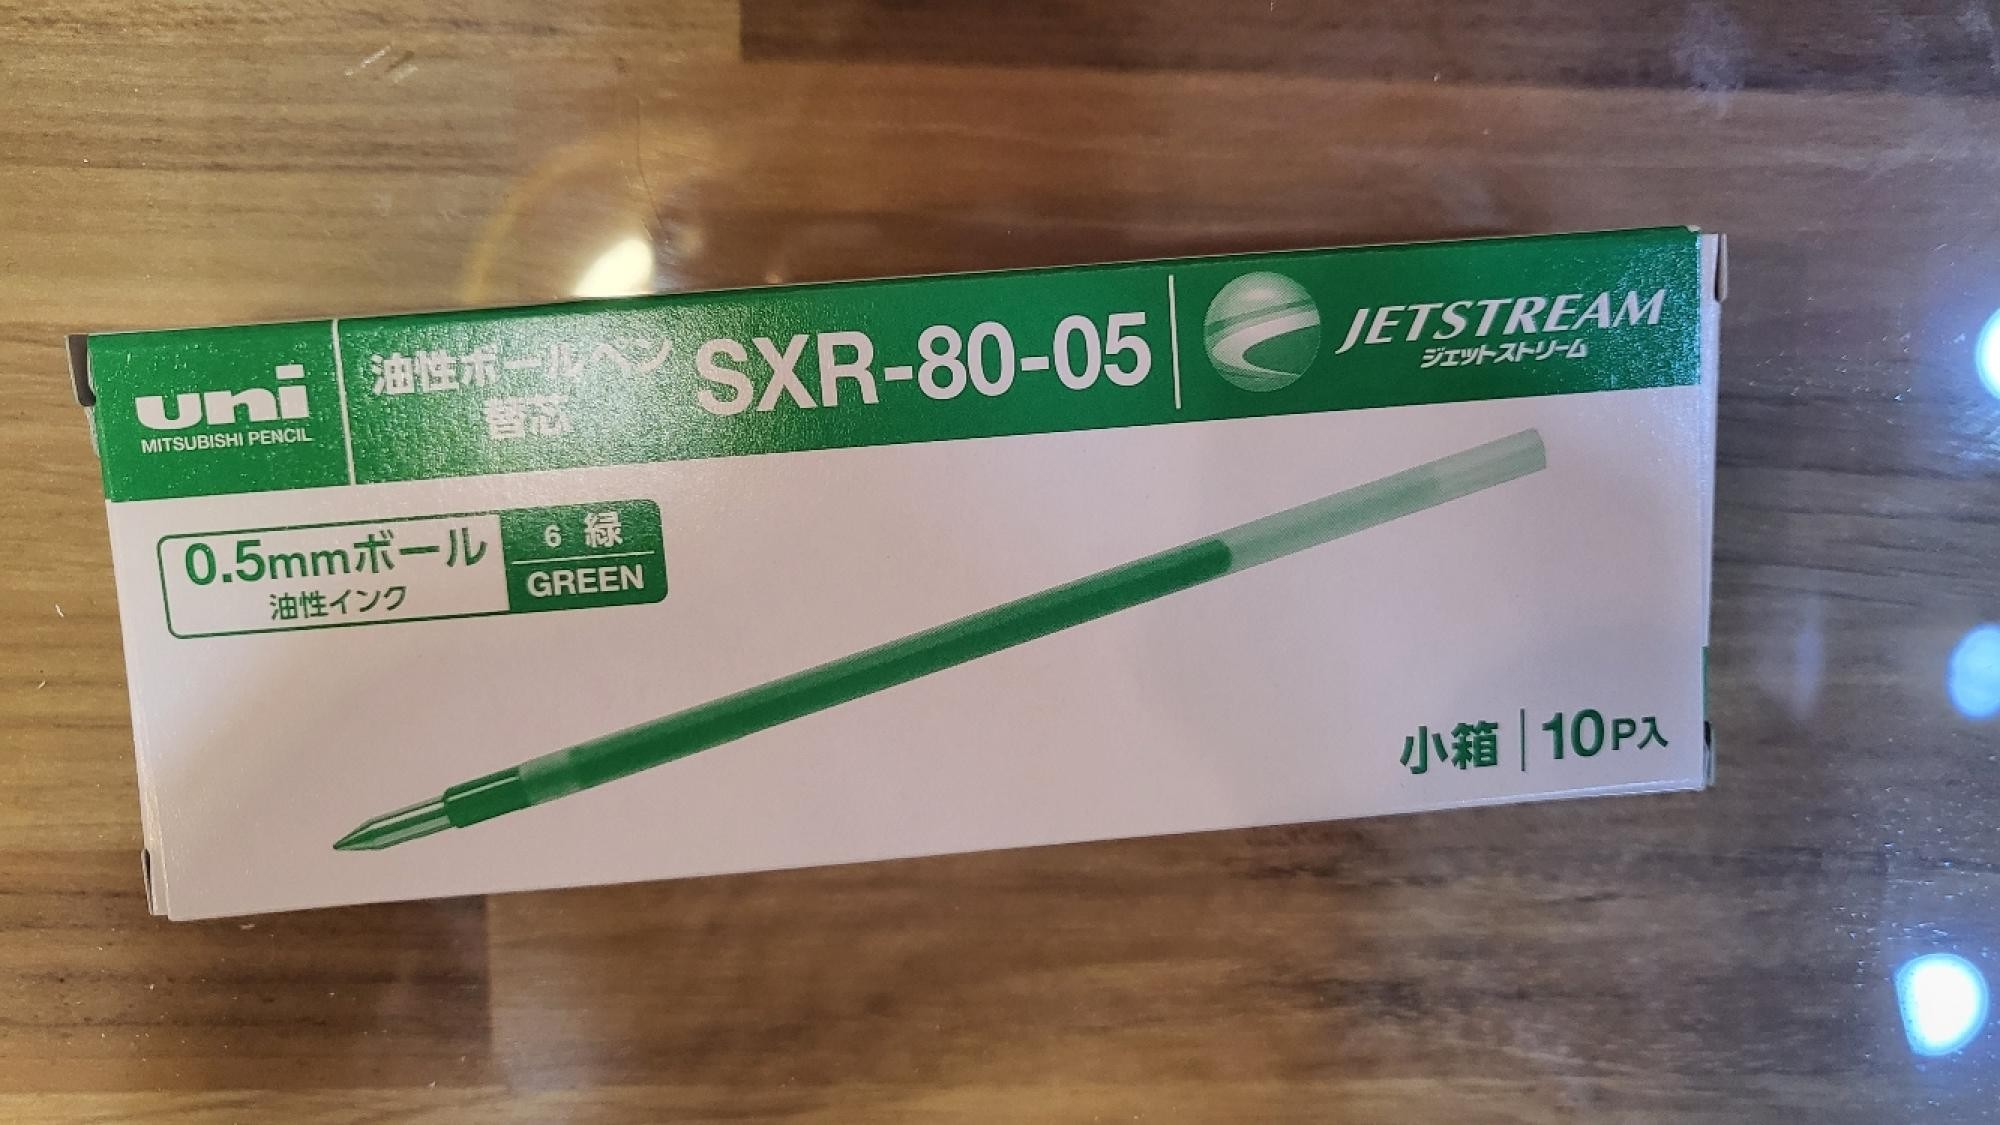 uni
MITSUBISHI PENCIL
油性ボールペン
替芯
SXR-80-05
JETSTREAM
ジェットストリーム
0.5mmボール
油性インク
6 緑
GREEN
小箱 | 10P入